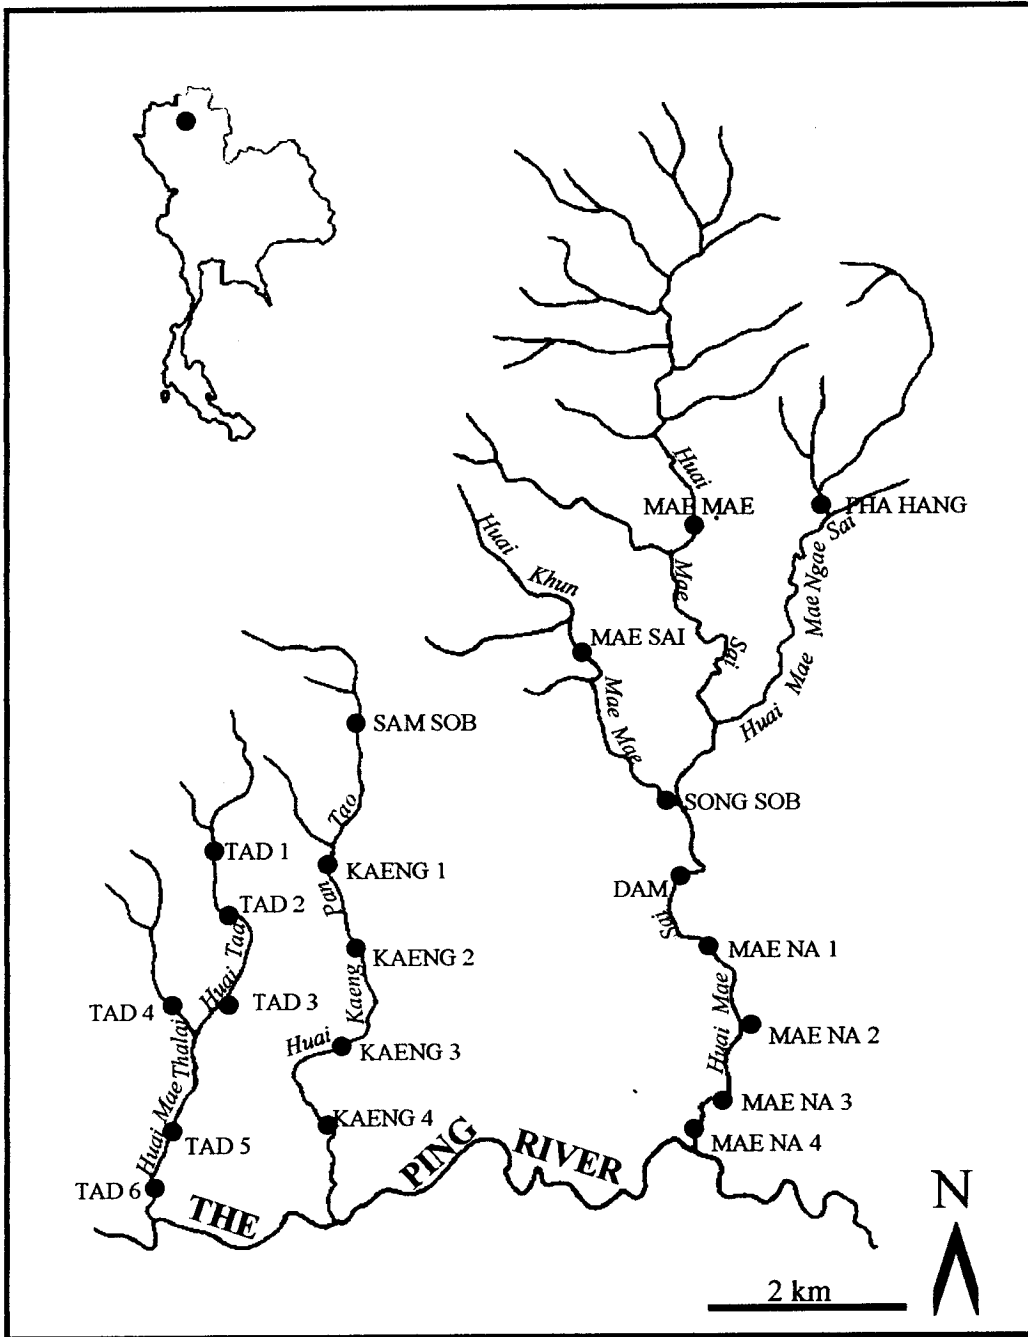 Huai
MAE MAE
PHA HANG
Huai
Khun
Mae
Sai
Huai Mae Mae Ngae Sai
MAE SAI
Mae Mae
SAM SOB
SONG SOB
Tao
TAD 1
KAENG 1
DAM
Pan
Sai
TAD 2
Huai Tad
KAENG 2
MAE NA 1
Kaeng
TAD 4
TAD 3
Huai
KAENG 3
Huai Mae
MAE NA 2
Huai Mae Thalai
KAENG 4
MAE NA 3
TAD 5
MAE NA 4
TAD 6
THE PING RIVER
N
2 km